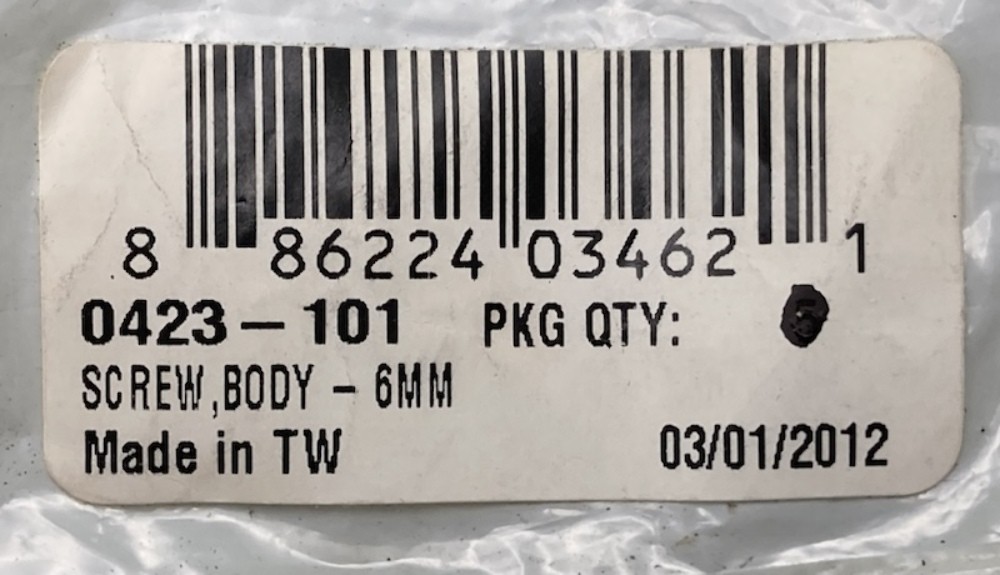 8 86224 03462 1
0423-101 PKG QTY:
SCREW,BODY - 6MM
Made in TW 03/01/2012